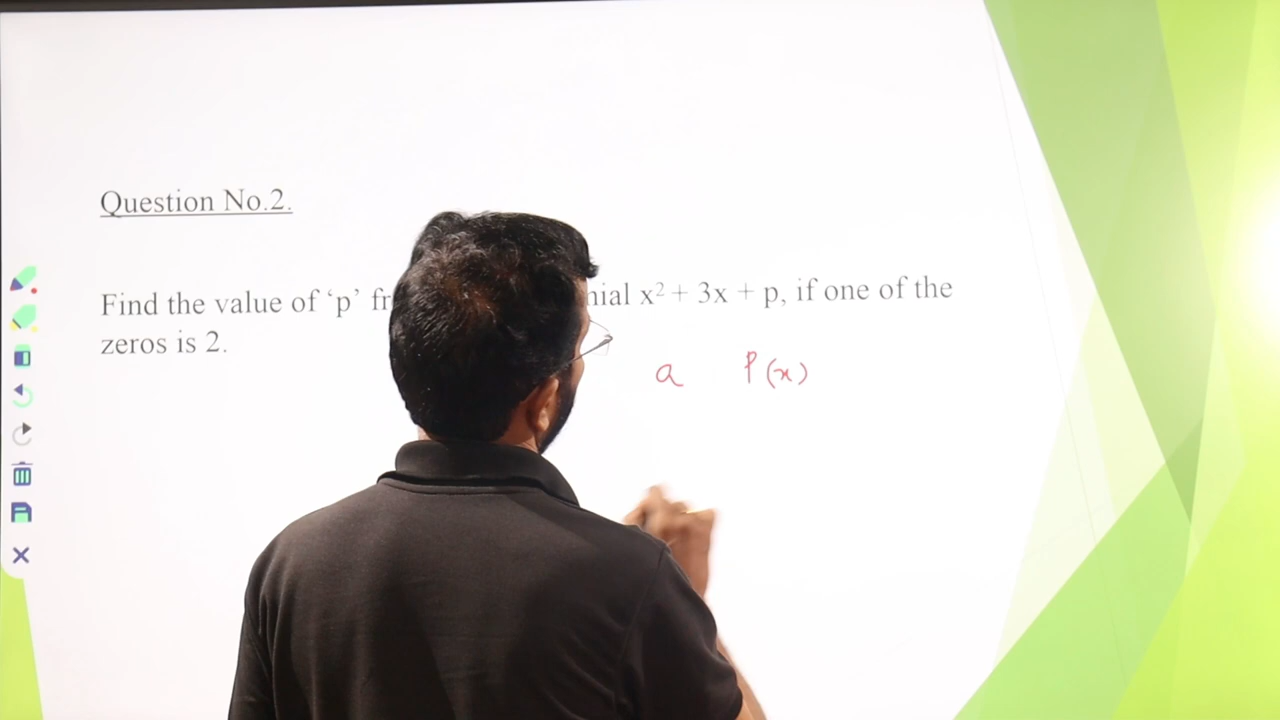 Question No.2.
Find the value of ‘p’ fr nial x² + 3x + p, if one of the
zeros is 2.
a P(x)